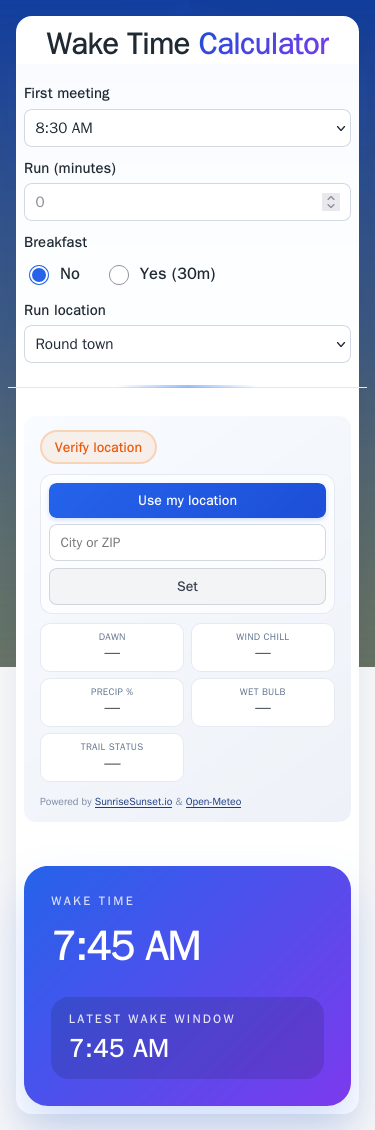 Wake Time Calculator
First meeting
8:30 AM
Run (minutes)
0
Breakfast
No Yes (30m)
Run location
Round town
Verify location
Use my location
City or ZIP
Set
DAWN WIND CHILL
— —
PRECIP % WET BULB
— —
TRAIL STATUS
—
Powered by SunriseSunset.io & Open-Meteo
WAKE TIME
7:45 AM
LATEST WAKE WINDOW
7:45 AM